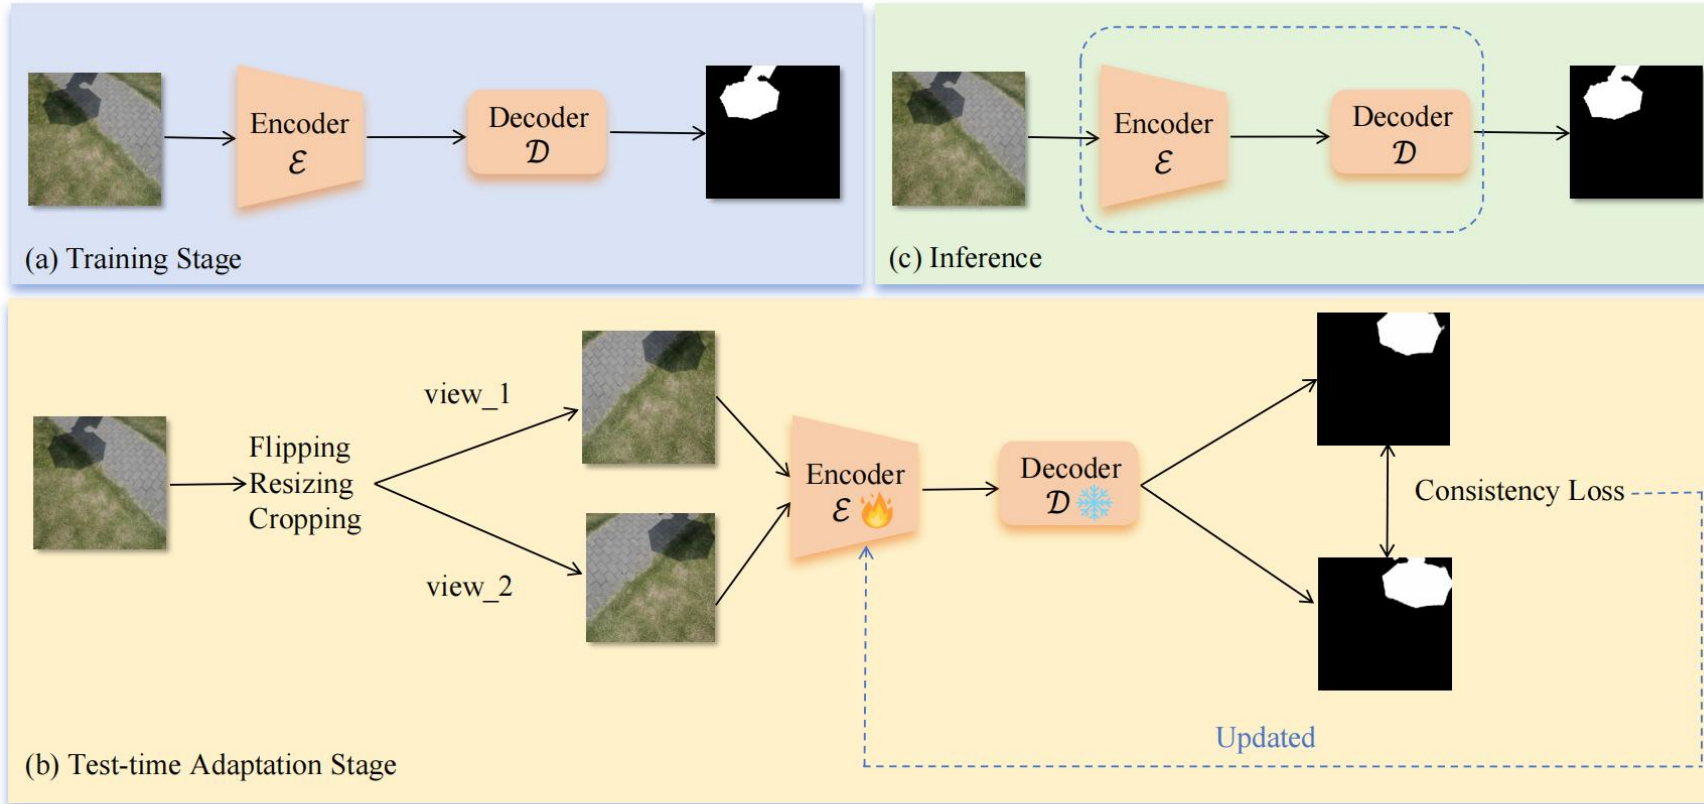 Encoder
ℰ
Decoder
𝒟
(a) Training Stage
Encoder
ℰ
Decoder
𝒟
(c) Inference
view_1
Flipping
Resizing
Cropping
view_2
Encoder
ℰ
Decoder
𝒟
Consistency Loss
Updated
(b) Test-time Adaptation Stage